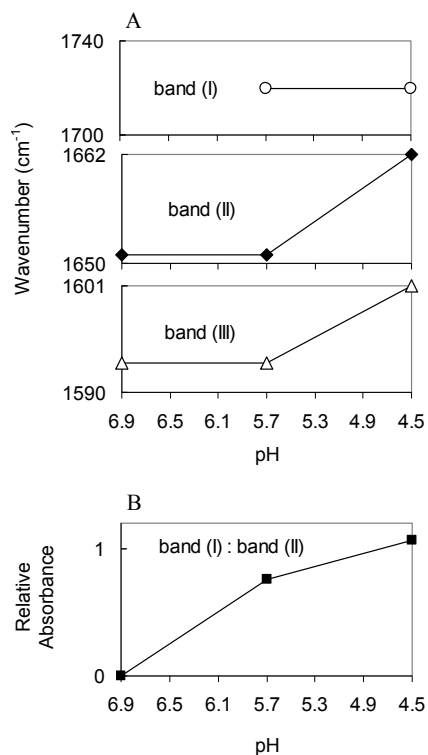 A
1740
band (I)
1700
1662
band (II)
1650
1601
band (III)
1590
Wavenumber (cm⁻¹)
6.9 6.5 6.1 5.7 5.3 4.9 4.5
pH
B
band (I) : band (II)
1
0
Relative
Absorbance
6.9 6.5 6.1 5.7 5.3 4.9 4.5
pH